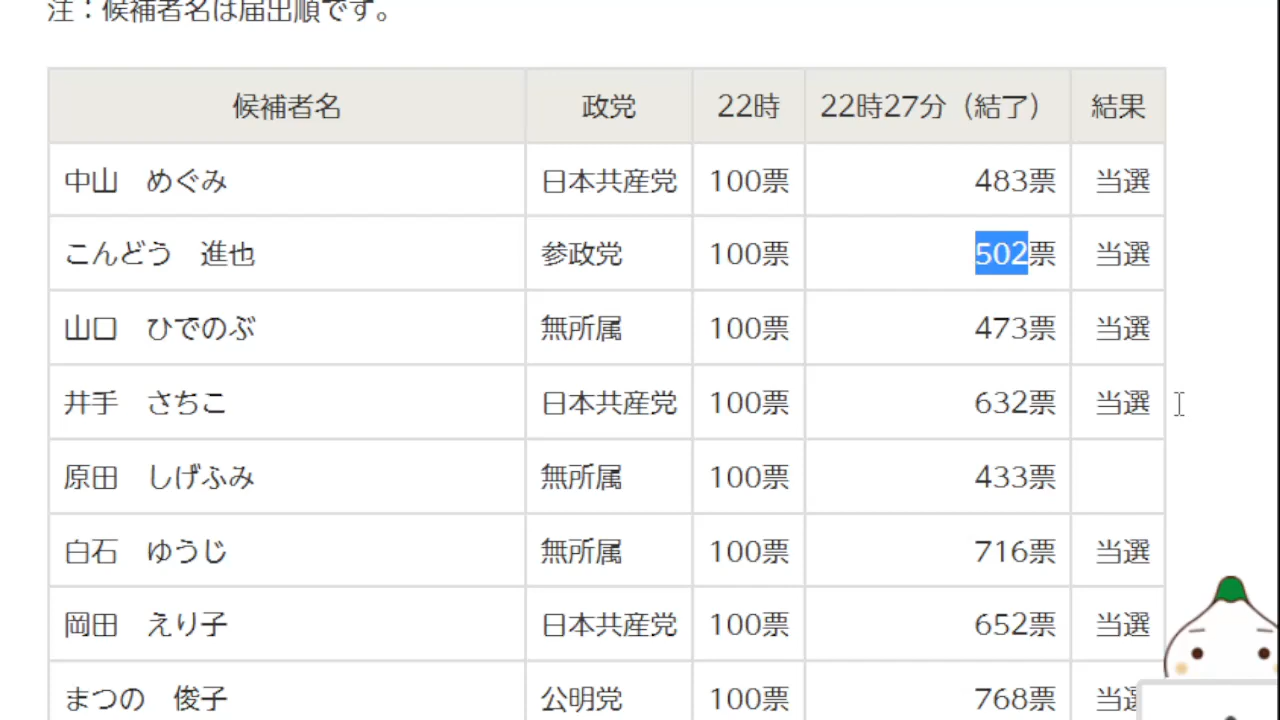 注：候補者名は届出順です。
候補者名 政党 22時 22時27分（結了） 結果
中山　めぐみ 日本共産党 100票 483票 当選
こんどう　進也 参政党 100票 502票 当選
山口　ひでのぶ 無所属 100票 473票 当選
井手　さちこ 日本共産党 100票 632票 当選
原田　しげふみ 無所属 100票 433票
白石　ゆうじ 無所属 100票 716票 当選
岡田　えり子 日本共産党 100票 652票 当選
まつの　俊子 公明党 100票 768票 当選